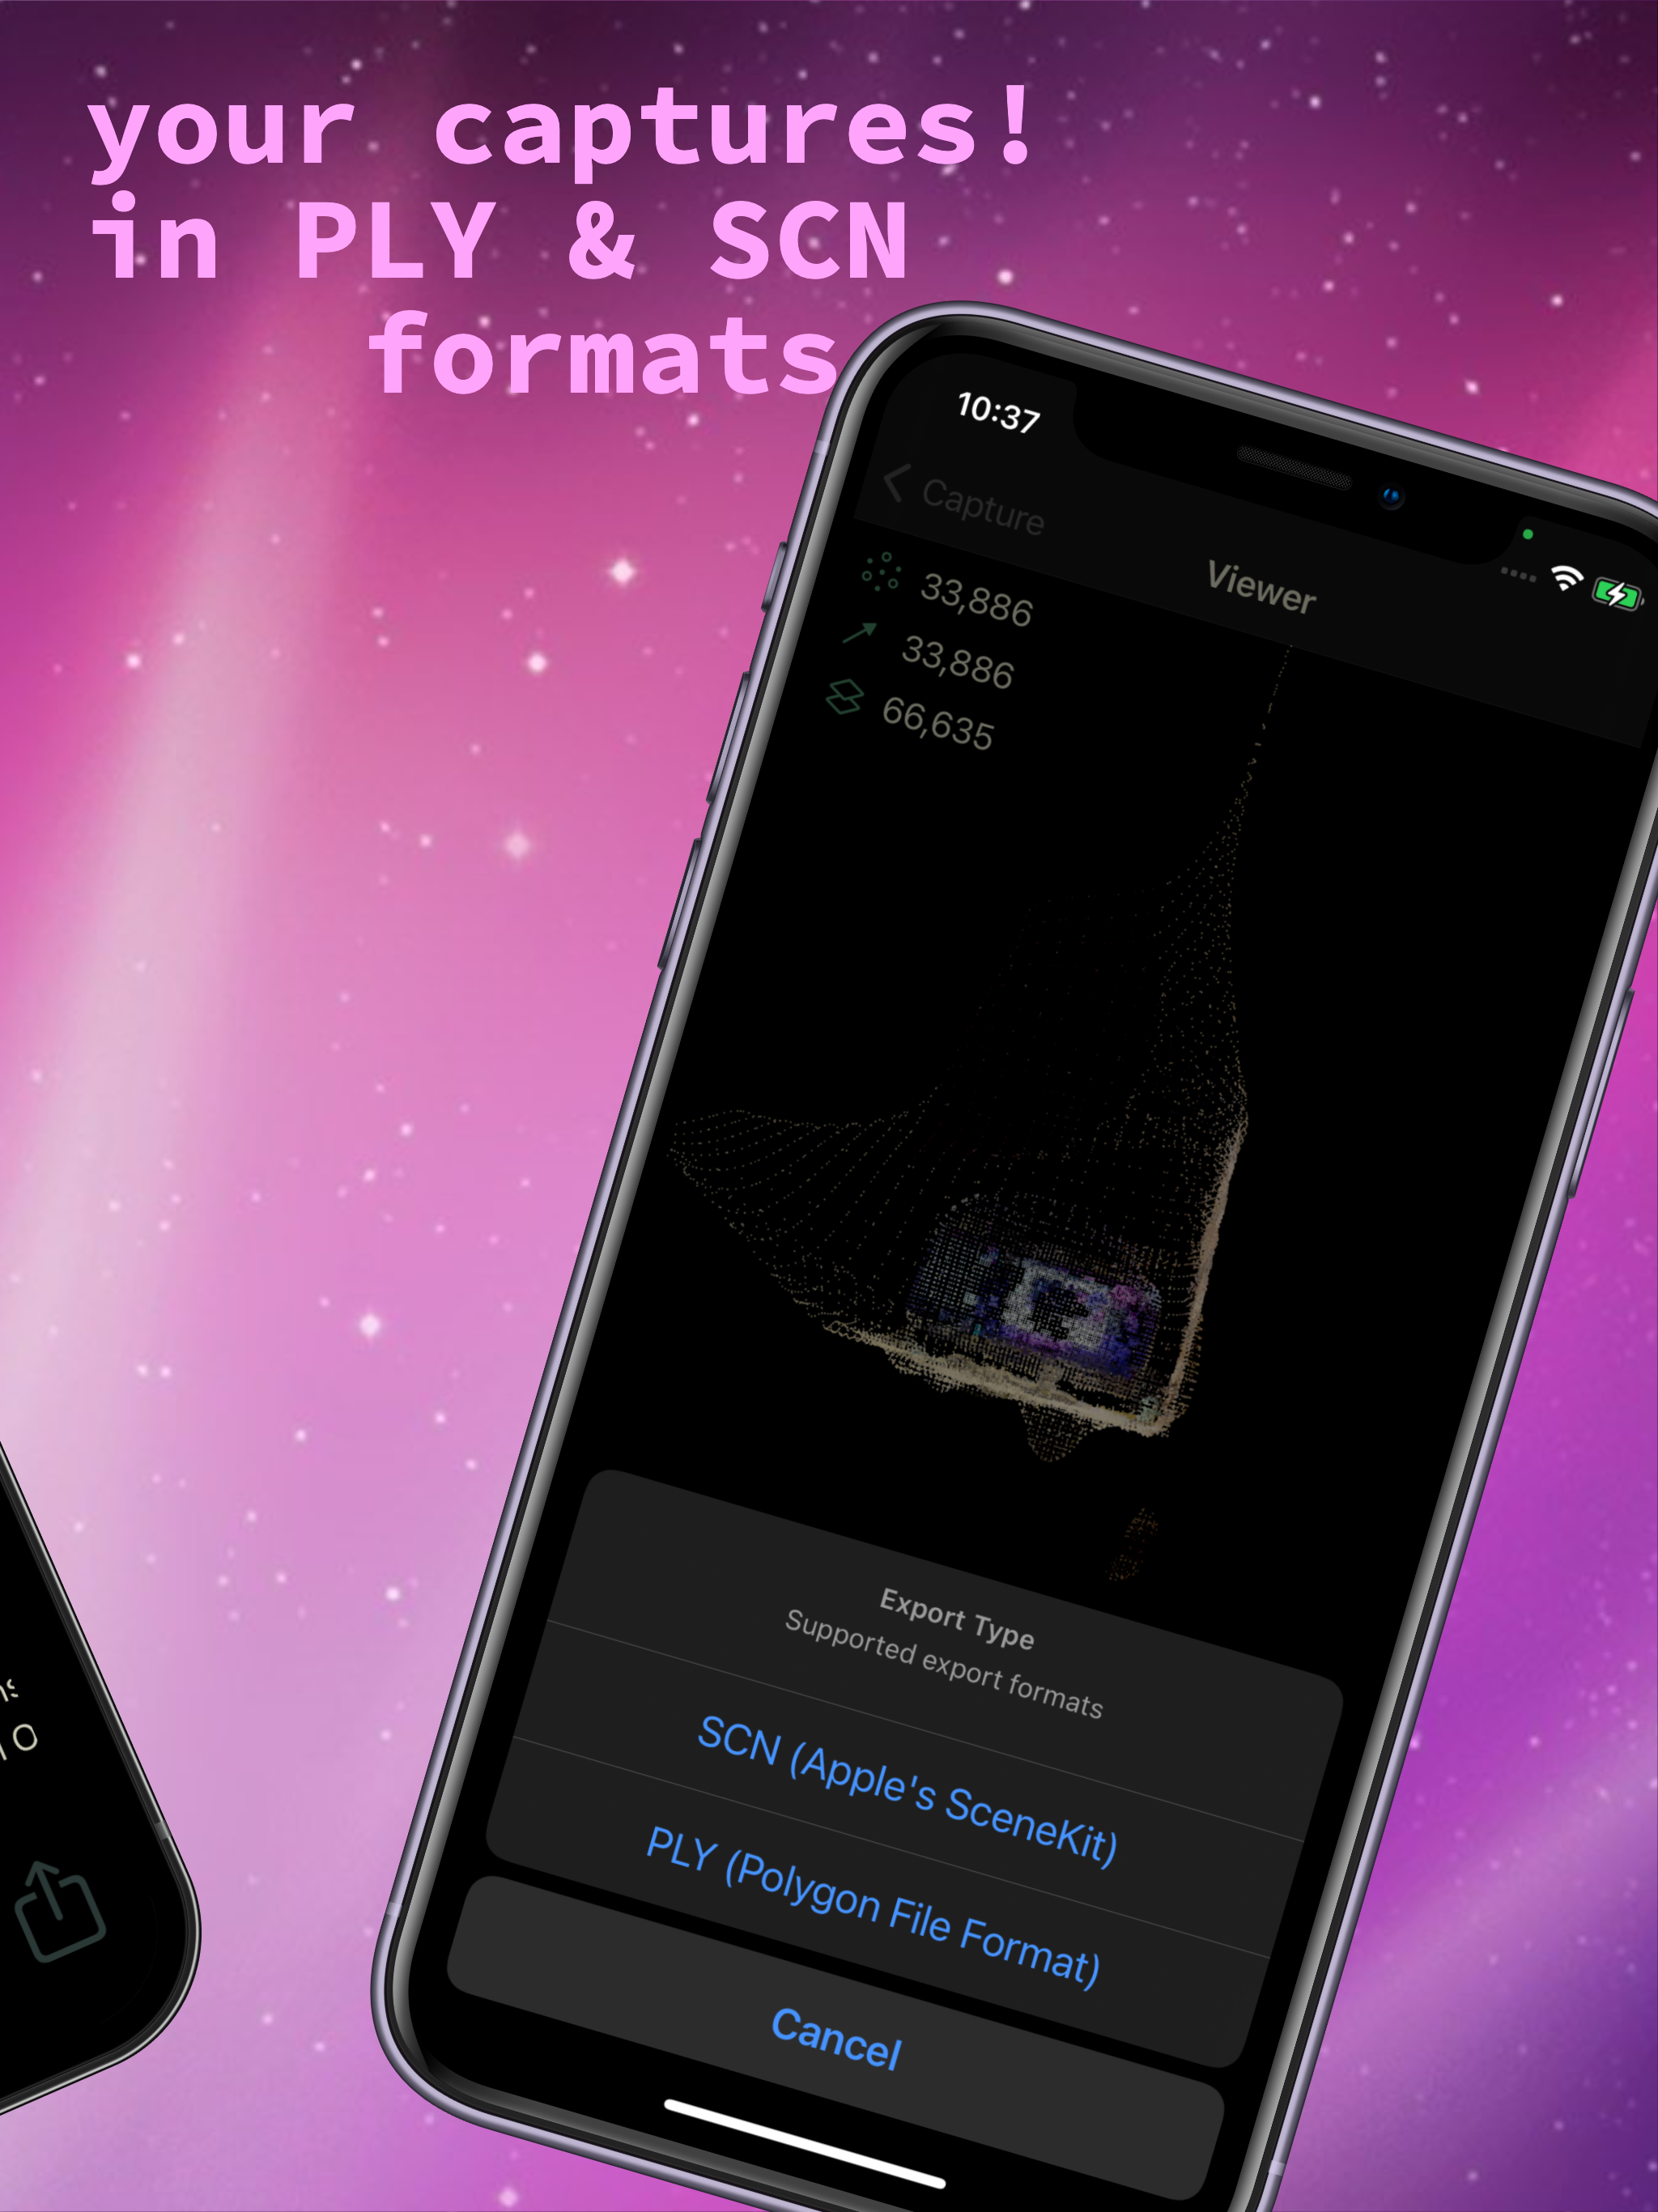 your captures!
in PLY & SCN
formats
10:37
Capture
Viewer
33,886
33,886
66,635
Export Type
Supported export formats
SCN (Apple's SceneKit)
PLY (Polygon File Format)
Cancel